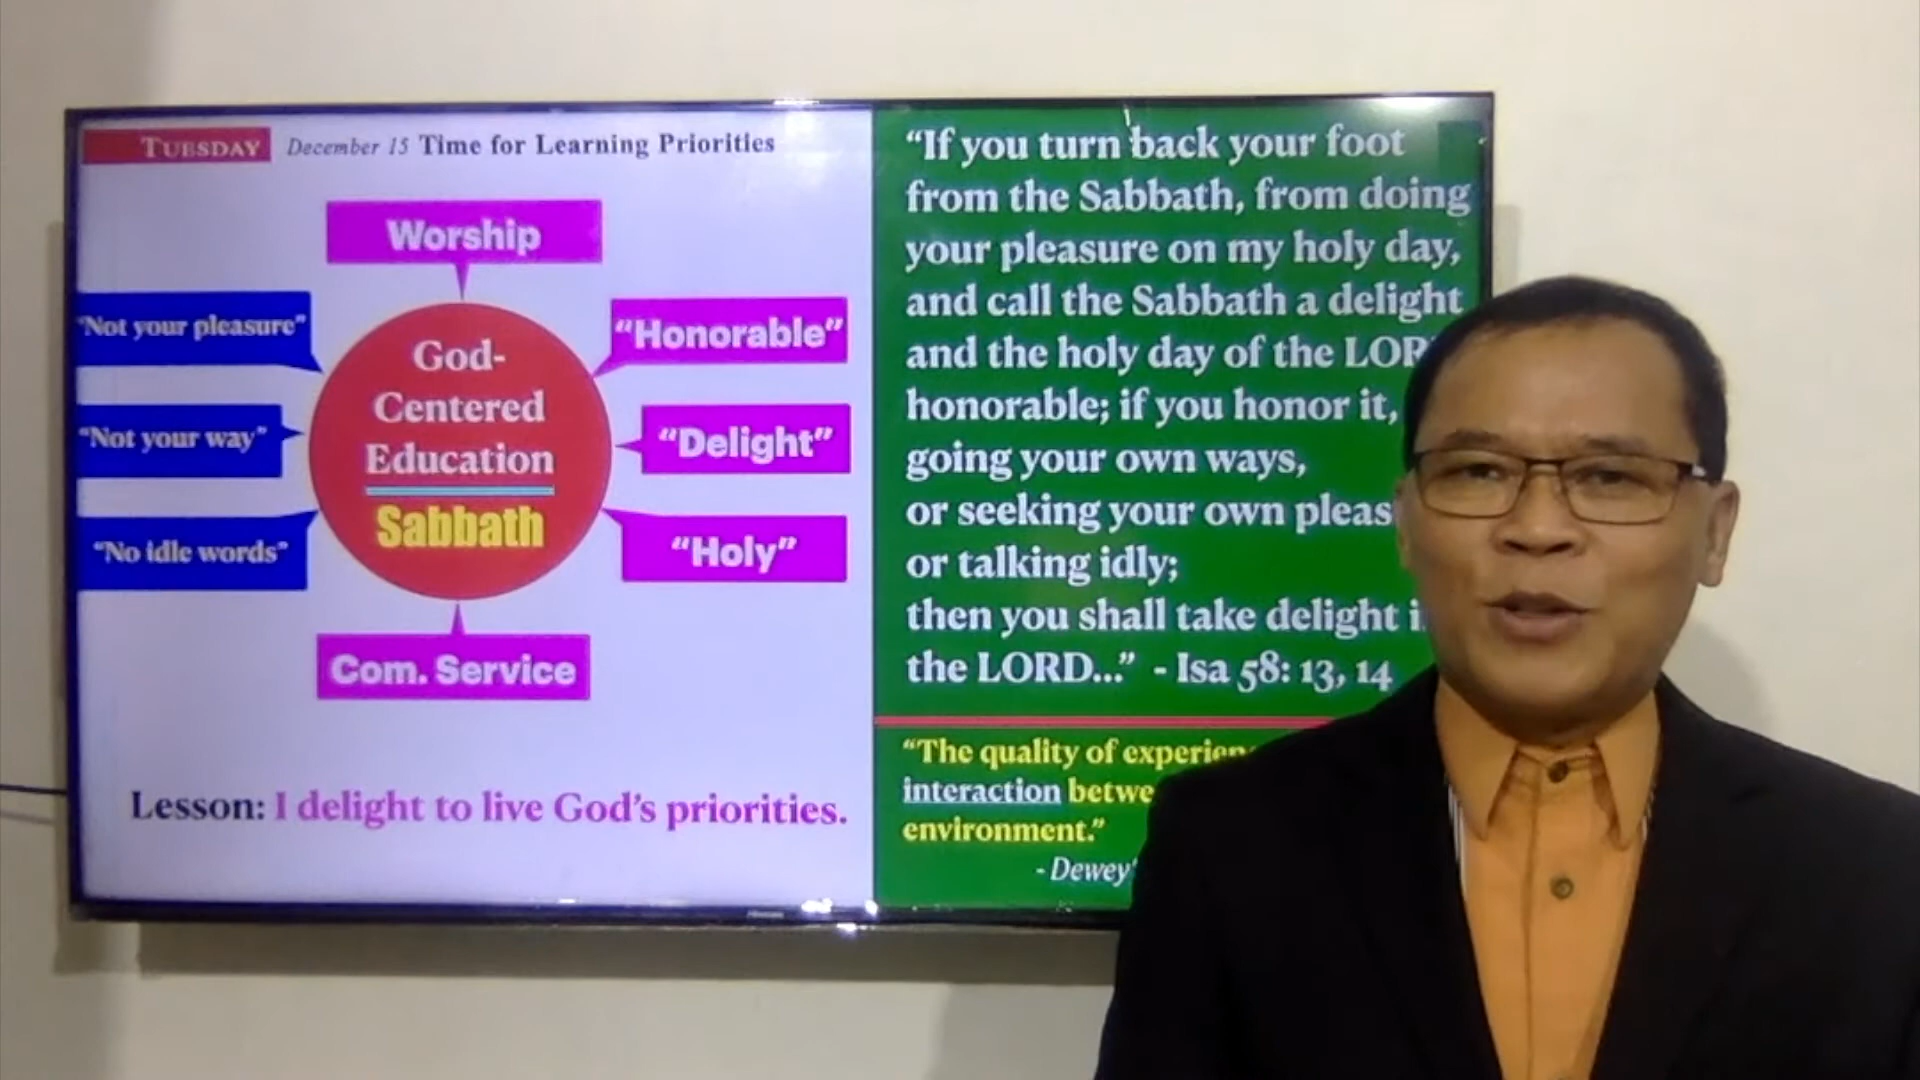 TUESDAY December 15 Time for Learning Priorities
Worship
"Not your pleasure"
"Honorable"
"Not your way"
"Delight"
"No idle words"
"Holy"
God-
Centered
Education
Sabbath
Com. Service
Lesson: I delight to live God's priorities.
“If you turn back your foot
from the Sabbath, from doing
your pleasure on my holy day,
and call the Sabbath a delight
and the holy day of the
honorable; if you honor it,
going your own ways,
or seeking your own
or talking idly;
then you shall take delight
the LORD...” - Isa 58: 13, 14
“The quality of
interaction
environment.”
- Dewey'